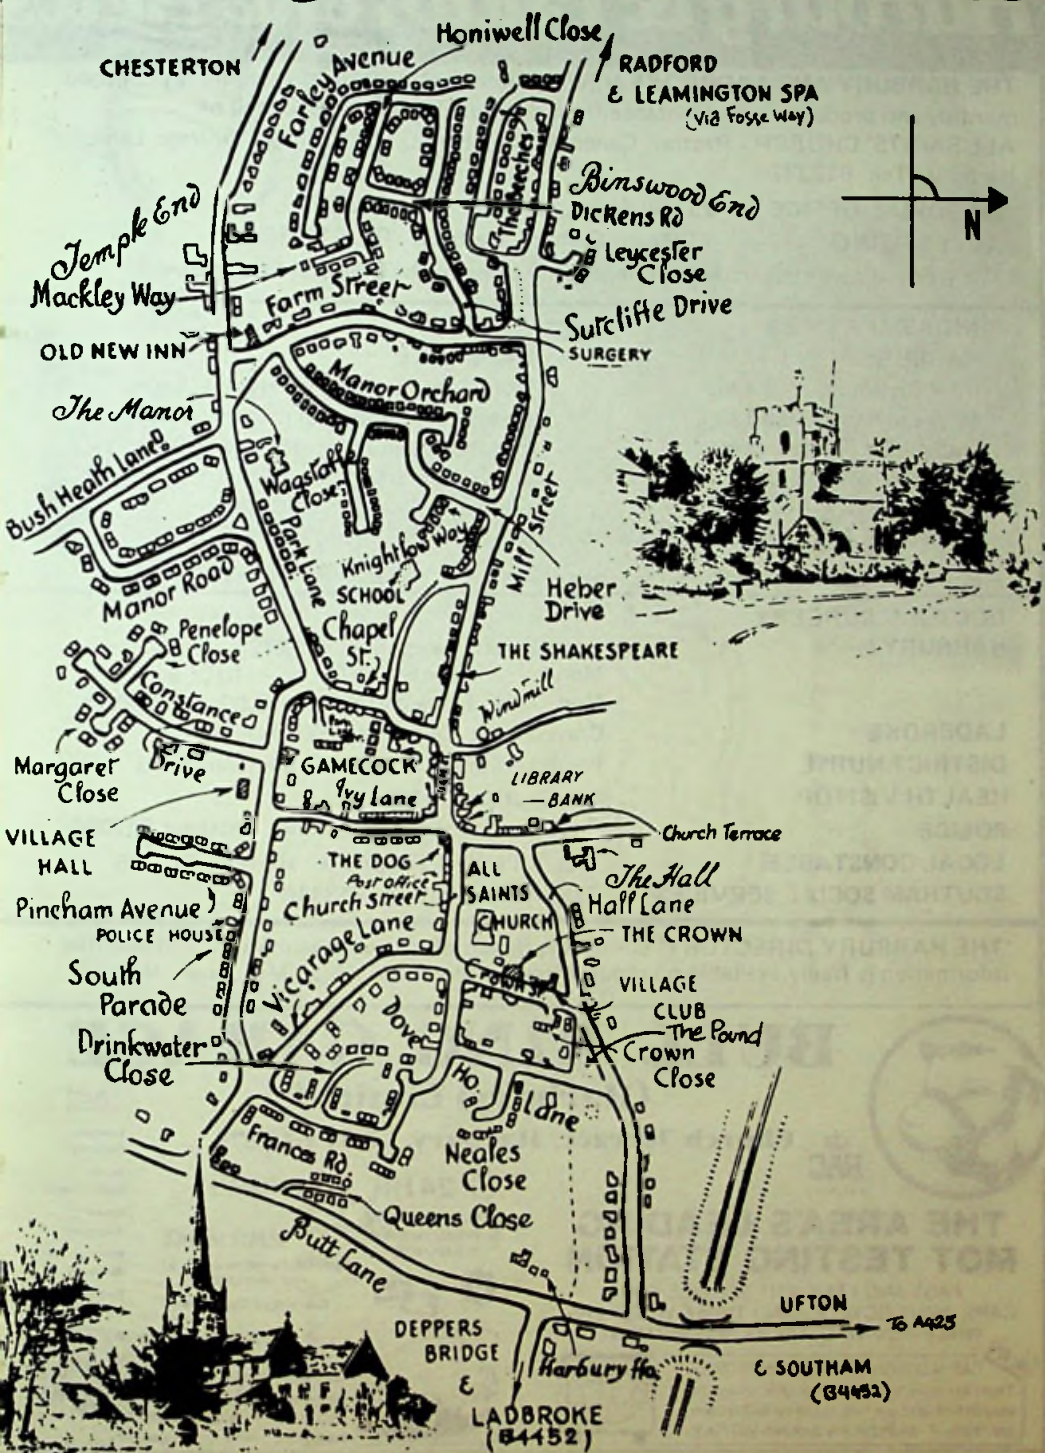 Honiwell Close
CHESTERTON
Farley Avenue
RADFORD
& LEAMINGTON SPA
(Via Fosse Way)
The Beeches
Binswood End
Dickens Rd
N
Temple End
Leycester
Close
Mackley Way
Farm Street
Sutcliffe Drive
OLD NEW INN
SURGERY
Manor Orchard
The Manor
Bush Heath Lane
Wagstaffe
Close
Mill Street
Park Lane
Knightlow Way
Manor Road
SCHOOL
Heber
Drive
Penelope
Close
Chapel
St.
THE SHAKESPEARE
Constance
Drive
Windmill
Margaret
Close
GAMECOCK
LIBRARY
BANK
Ivy Lane
VILLAGE
HALL
Church Terrace
THE DOG
Post office
ALL
SAINTS
CHURCH
The Hall
Pincham Avenue
Church Street
Hall Lane
POLICE HOUSE
THE CROWN
Vicarage Lane
South
Parade
Crown St.
VILLAGE
CLUB
Dove
Ho.
Lane
The Pound
Drinkwater
Close
Crown
Close
Frances Rd.
Neales
Close
Queens Close
Butt Lane
UFTON
To A425
DEPPERS
BRIDGE
&
LADBROKE
(B4452)
Harbury Ho.
& SOUTHAM
(B4452)